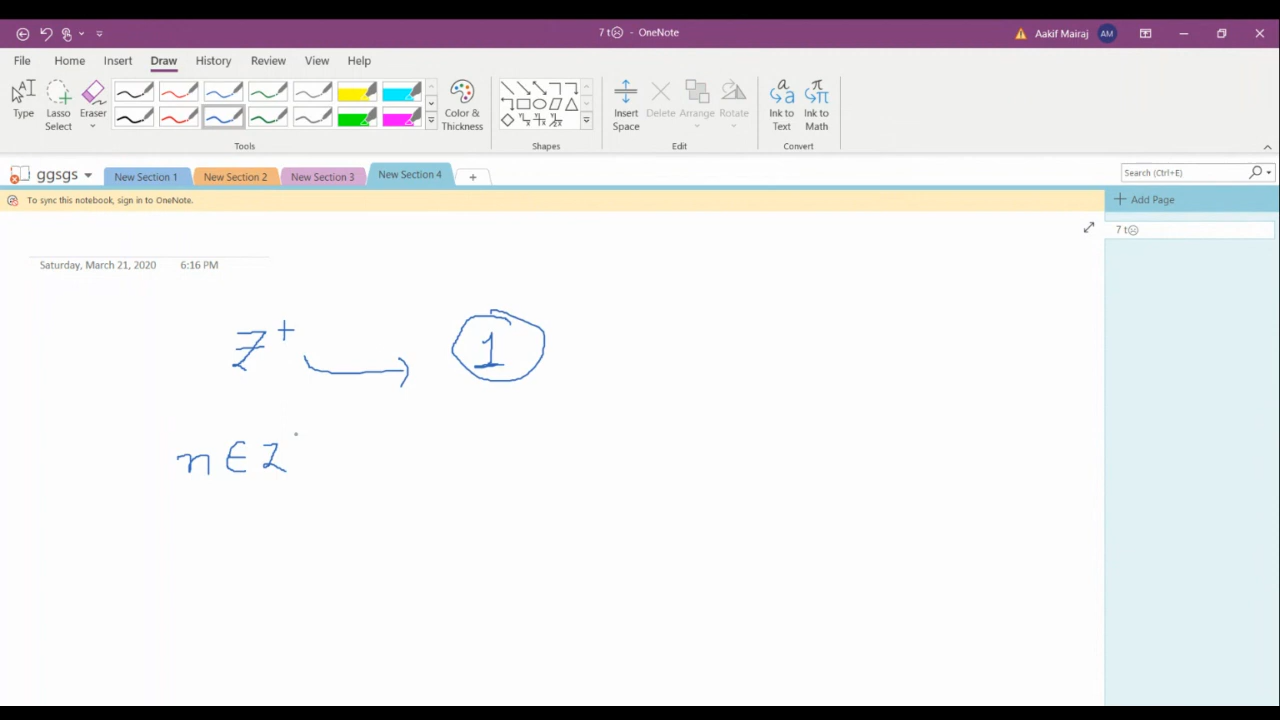 7 t☹ - OneNote
Aakif Mairaj AM
File Home Insert Draw History Review View Help
Type
Lasso Select
Eraser
Color & Thickness
Insert Space
Delete
Arrange
Rotate
Ink to Text
Ink to Math
Tools
Shapes
Edit
Convert
ggsgs
New Section 1
New Section 2
New Section 3
New Section 4
Search (Ctrl+E)
To sync this notebook, sign in to OneNote.
Add Page
7 t☹
Saturday, March 21, 2020 6:16 PM
Z⁺ → 1
n ∈ Z